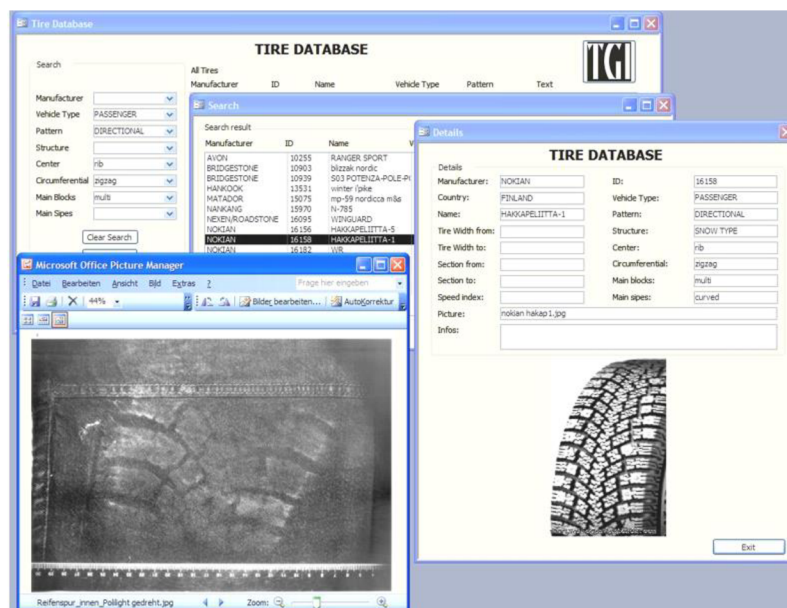 Tire Database
TIRE DATABASE
TGI
Search
All Tires
Manufacturer ID Name Vehicle Type Pattern Text
Manufacturer
Vehicle Type PASSENGER
Pattern DIRECTIONAL
Structure
Center rib
Circumferential zigzag
Main Blocks multi
Main Sipes
Clear Search
Search
Search result
Manufacturer ID Name
AVON 10255 RANGER SPORT
BRIDGESTONE 10903 blizzak nordic
BRIDGESTONE 10939 S03 POTENZA-POLE-PO
HANKOOK 13531 winter i'pike
MATADOR 15075 mp-59 nordicca m&s
NANKANG 15970 N-785
NEXEN/ROADSTONE 16095 WINGUARD
NOKIAN 16156 HAKKAPELIITTA-5
NOKIAN 16158 HAKKAPELIITTA-1
NOKIAN 16182 WR
Details
TIRE DATABASE
Details
Manufacturer: NOKIAN ID: 16158
Country: FINLAND Vehicle Type: PASSENGER
Name: HAKKAPELIITTA-1 Pattern: DIRECTIONAL
Tire Width from: Structure: SNOW TYPE
Tire Width to: Center: rib
Section from: Circumferential: zigzag
Section to: Main blocks: multi
Speed index: Main sipes: curved
Picture: nokian hakap1.jpg
Infos:
Exit
Microsoft Office Picture Manager
Datei Bearbeiten Ansicht Bild Extras ? Frage hier eingeben
44% Bilder bearbeiten... AutoKorrektur
Reifenspur_innen_Polilight gedreht.jpg Zoom: